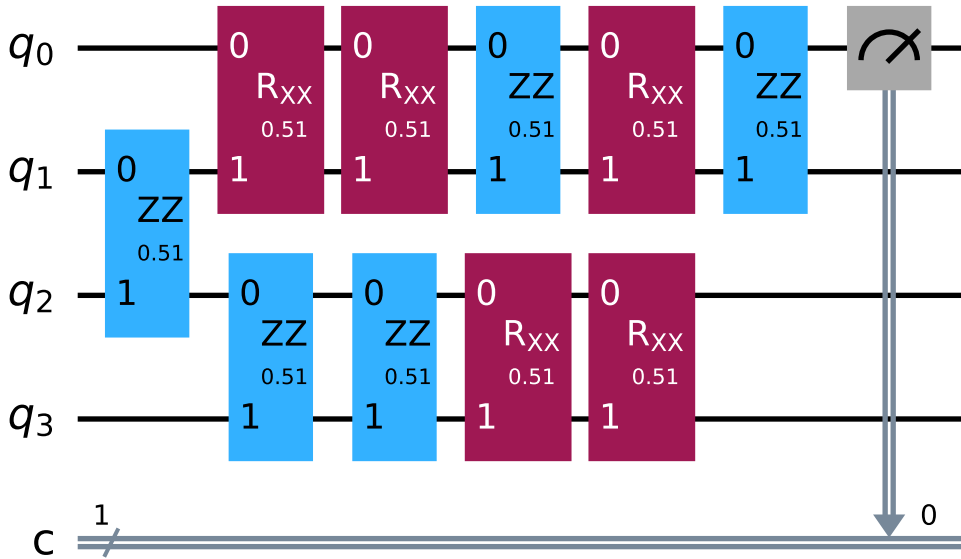 q0 0 RXX 0.51 1 0 RXX 0.51 1 0 ZZ 0.51 1 0 RXX 0.51 1 0 ZZ 0.51 1
q1 0 ZZ 0.51 1
q2 0 ZZ 0.51 1 0 ZZ 0.51 1 0 RXX 0.51 1 0 RXX 0.51 1
q3
c 1 0